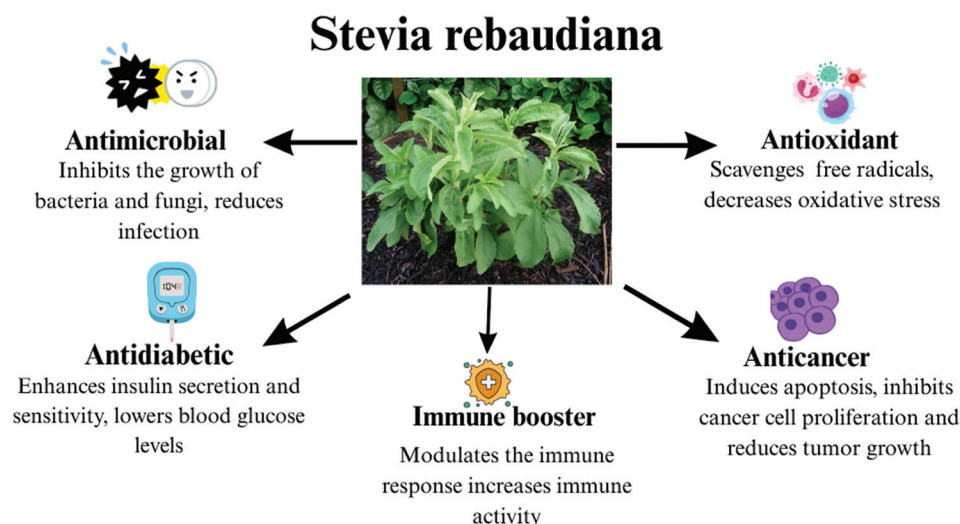 Stevia rebaudiana
Antimicrobial
Inhibits the growth of
bacteria and fungi, reduces
infection
Antioxidant
Scavenges free radicals,
decreases oxidative stress
104
Antidiabetic
Enhances insulin secretion and
sensitivity, lowers blood glucose
levels
Immune booster
Modulates the immune
response increases immune
activity
Anticancer
Induces apoptosis, inhibits
cancer cell proliferation and
reduces tumor growth